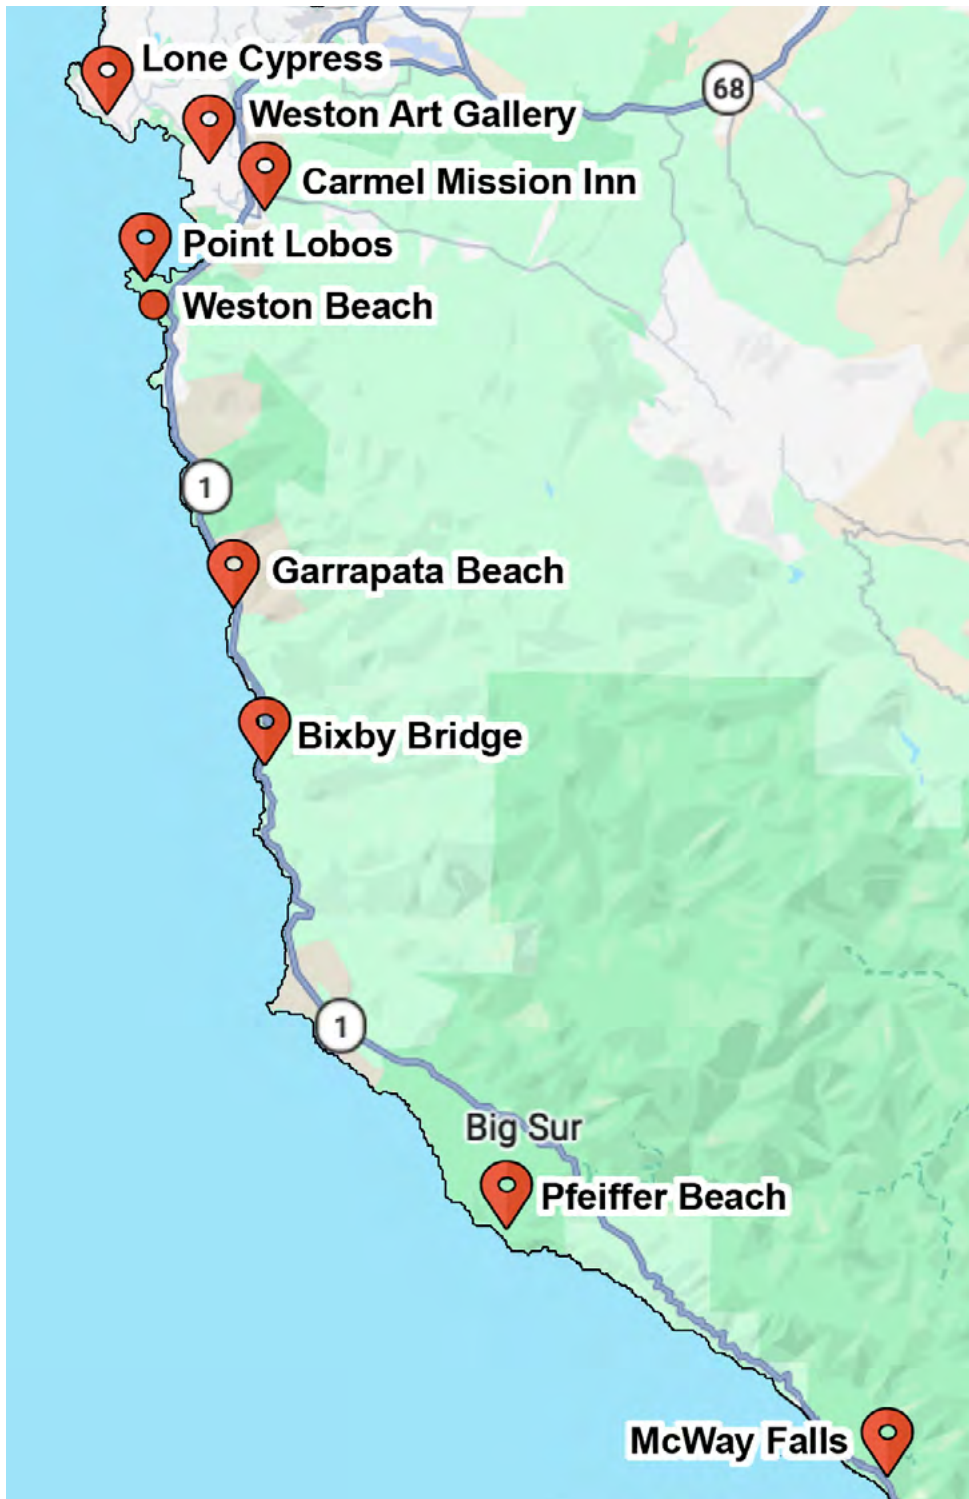 Lone Cypress
68
Weston Art Gallery
Carmel Mission Inn
Point Lobos
Weston Beach
1
Garrapata Beach
Bixby Bridge
1
Big Sur
Pfeiffer Beach
McWay Falls